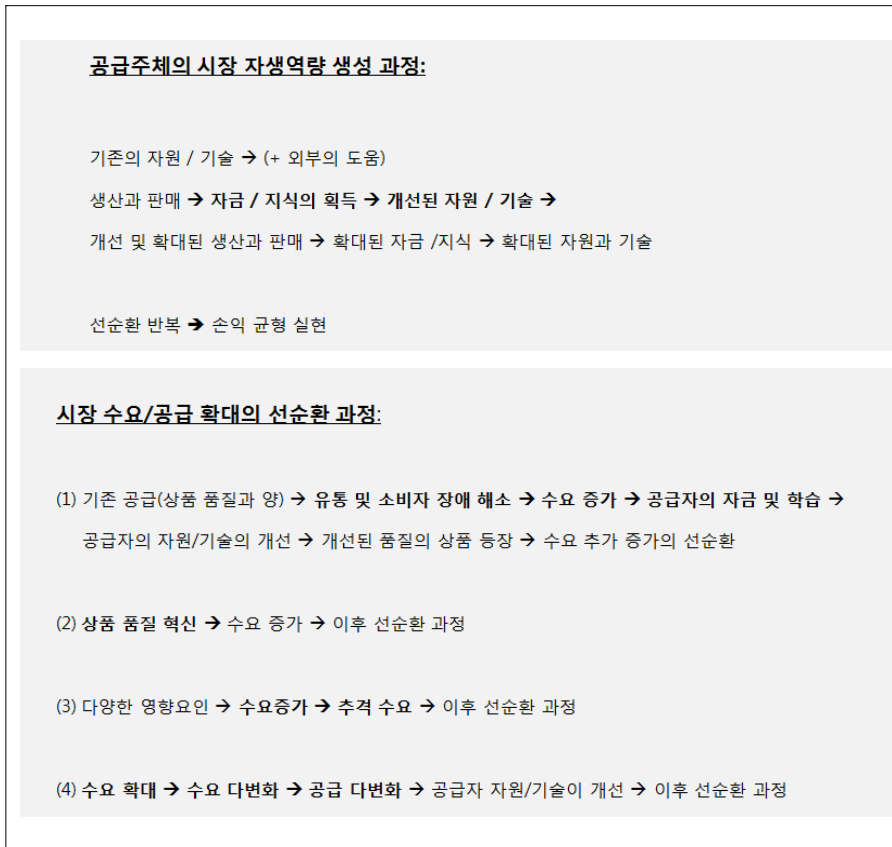 공급주체의 시장 자생역량 생성 과정:
기존의 자원 / 기술 → (+ 외부의 도움)
생산과 판매 → 자금 / 지식의 획득 → 개선된 자원 / 기술 →
개선 및 확대된 생산과 판매 → 확대된 자금 /지식 → 확대된 자원과 기술
선순환 반복 → 손익 균형 실현
시장 수요/공급 확대의 선순환 과정:
(1) 기존 공급(상품 품질과 양) → 유통 및 소비자 장애 해소 → 수요 증가 → 공급자의 자금 및 학습 →
공급자의 자원/기술의 개선 → 개선된 품질의 상품 등장 → 수요 추가 증가의 선순환
(2) 상품 품질 혁신 → 수요 증가 → 이후 선순환 과정
(3) 다양한 영향요인 → 수요증가 → 추격 수요 → 이후 선순환 과정
(4) 수요 확대 → 수요 다변화 → 공급 다변화 → 공급자 자원/기술이 개선 → 이후 선순환 과정